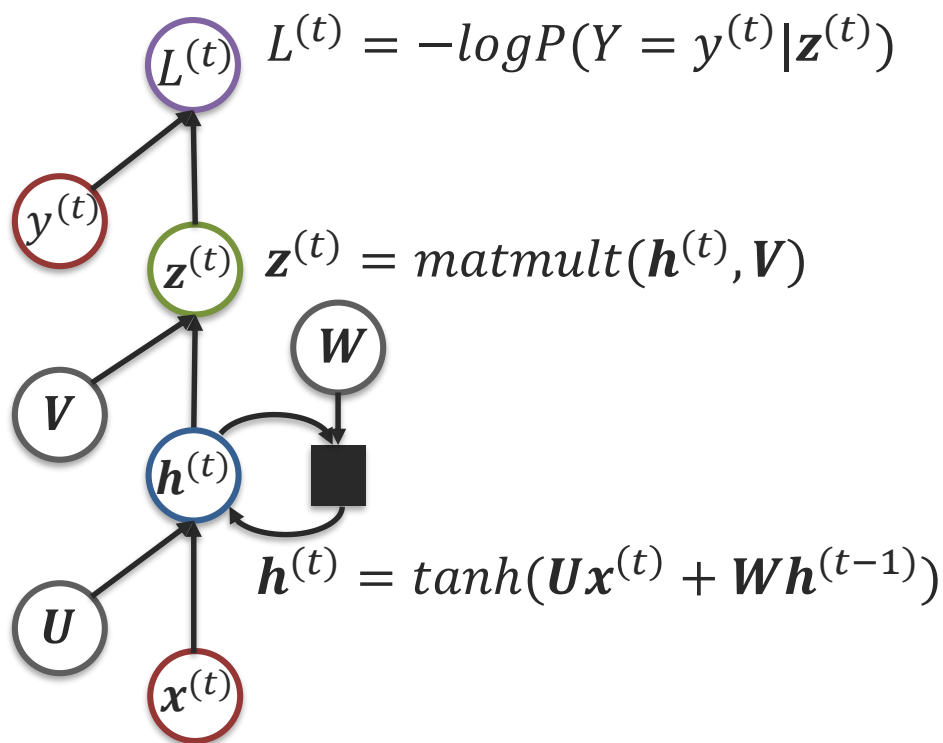 L^(t) L^(t) = −logP(Y = y^(t)|z^(t))
y^(t)
z^(t) z^(t) = matmult(h^(t), V)
W
V
h^(t)
h^(t) = tanh(Ux^(t) + Wh^(t−1))
U
x^(t)